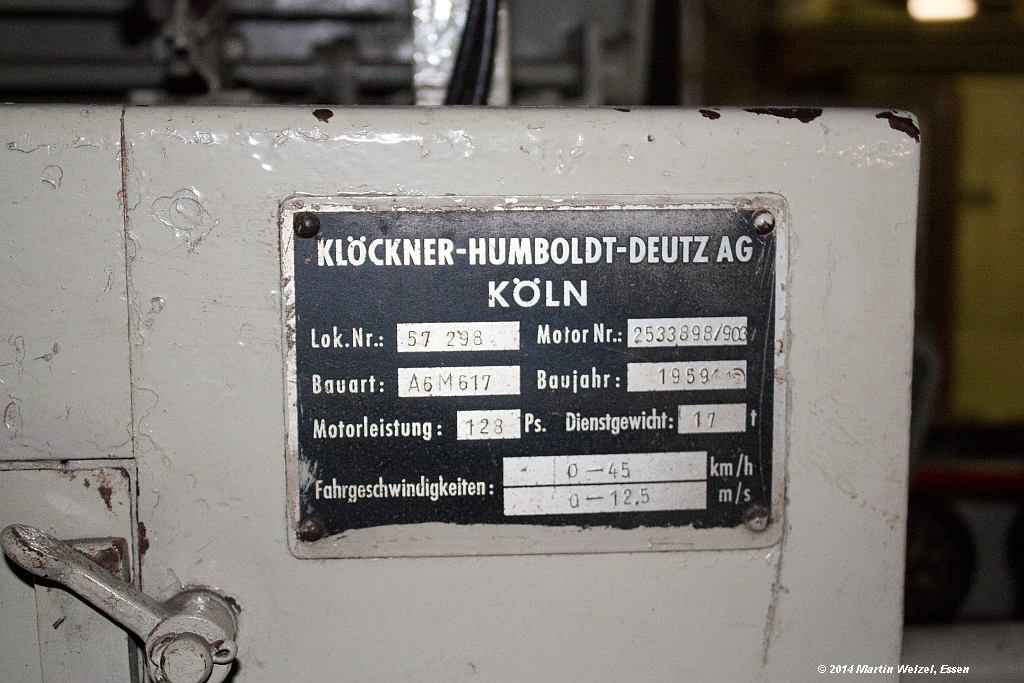 KLÖCKNER-HUMBOLDT-DEUTZ AG
KÖLN
Lok.Nr.: 57 298 Motor Nr.: 2533898/903
Bauart: A6M617 Baujahr: 1959
Motorleistung: 128 Ps. Dienstgewicht: 17 t
Fahrgeschwindigkeiten: 0-45 km/h
0-12.5 m/s
© 2014 Martin Welzel, Essen